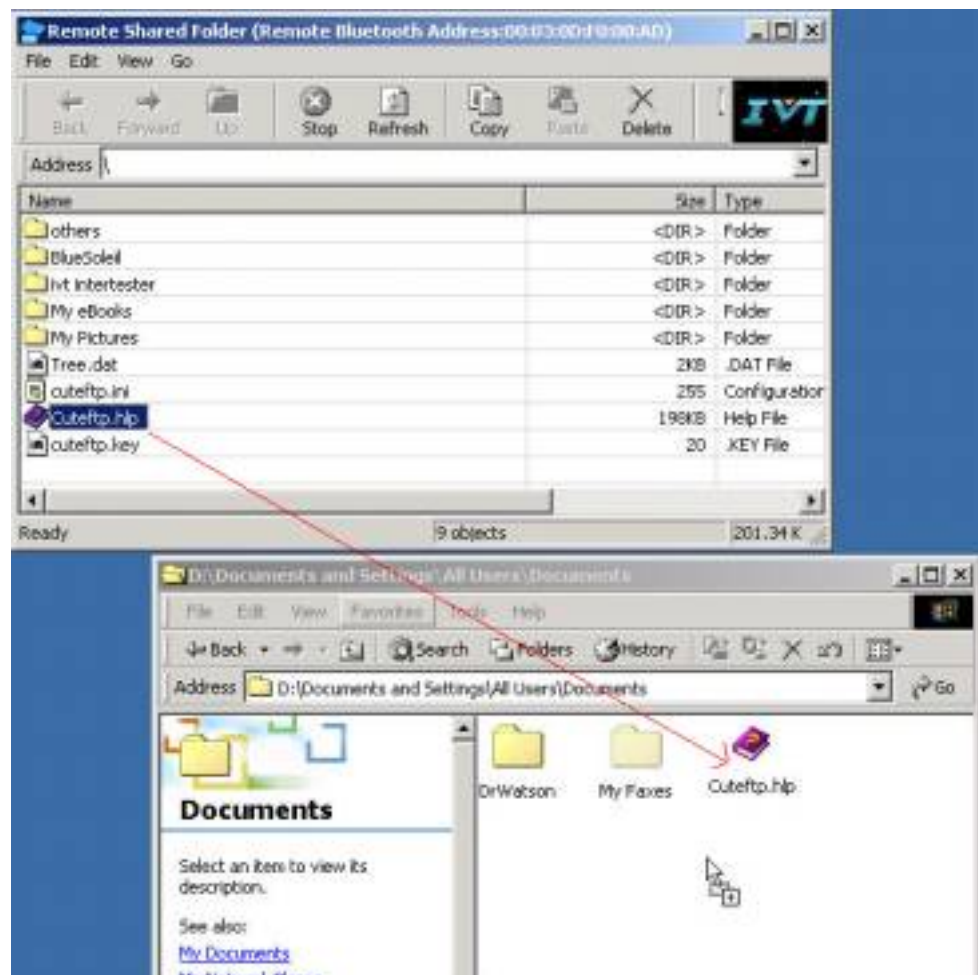 Remote Shared Folder (Remote Bluetooth Address:00:03:0D:F0:00:AD)
File Edit View Go
Back Forward Up Stop Refresh Copy Paste Delete IVT
Address \
Name Size Type
others <DIR> Folder
BlueSoleil <DIR> Folder
ivt intertester <DIR> Folder
My eBooks <DIR> Folder
My Pictures <DIR> Folder
Tree.dat 2KB .DAT File
cuteftp.ini 255 Configuration
Cuteftp.hlp 198KB Help File
cuteftp.key 20 .KEY File
Ready 9 objects 201.34 K
D:\Documents and Settings\All Users\Documents
File Edit View Favorites Tools Help
Back Search Folders History
Address D:\Documents and Settings\All Users\Documents Go
DrWatson My Faxes Cuteftp.hlp
Documents
Select an item to view its
description.
See also:
My Documents